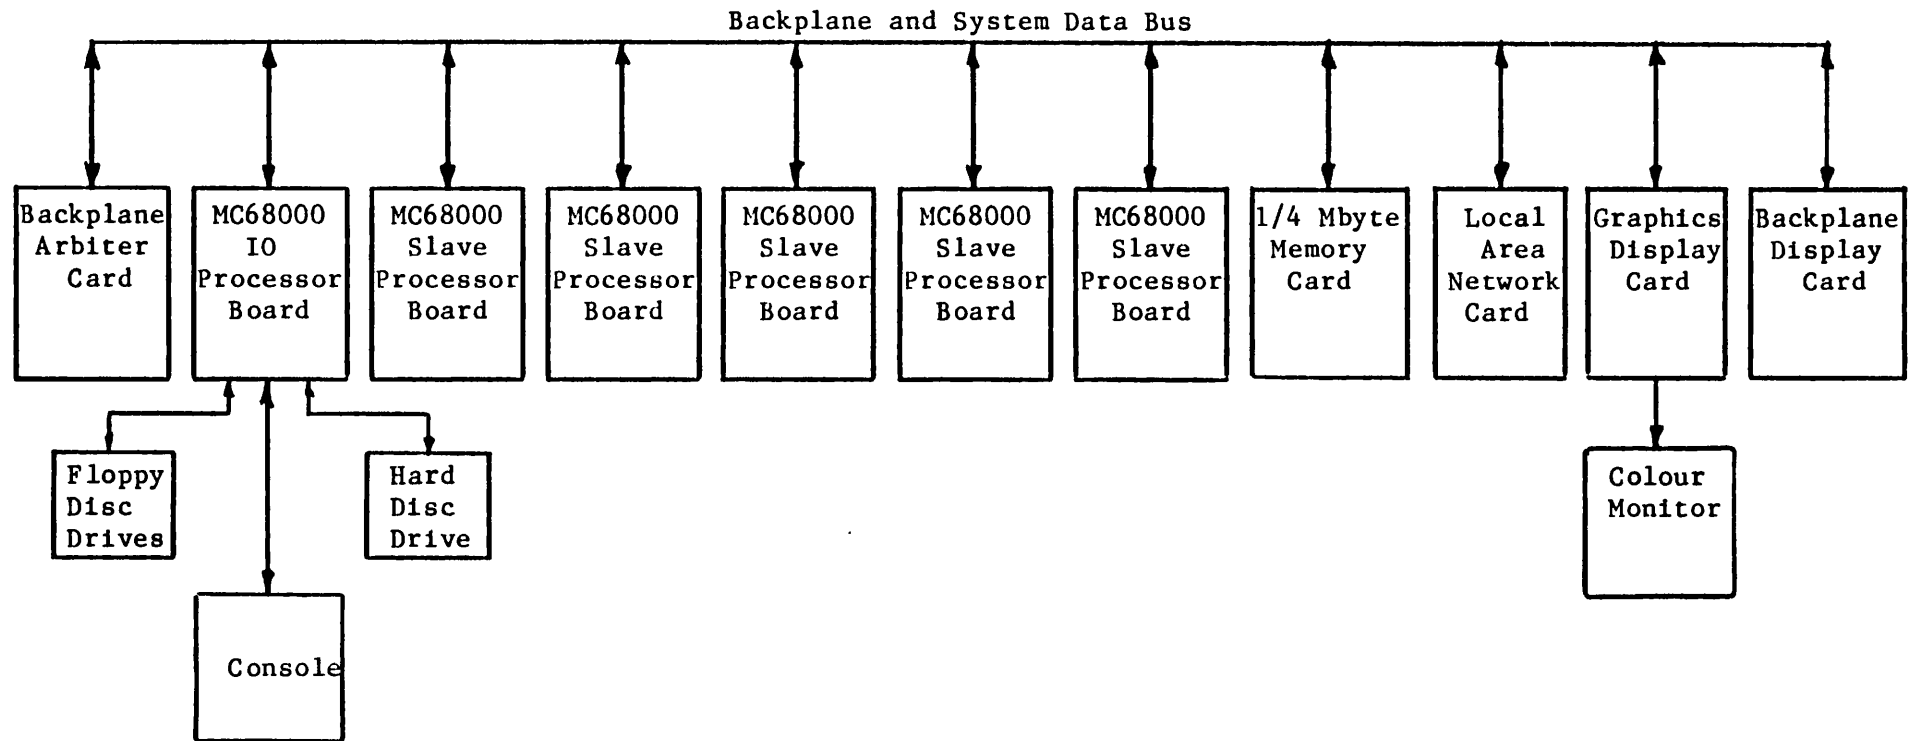 Backplane and System Data Bus
Backplane
Arbiter
Card
MC68000
IO
Processor
Board
MC68000
Slave
Processor
Board
MC68000
Slave
Processor
Board
MC68000
Slave
Processor
Board
MC68000
Slave
Processor
Board
MC68000
Slave
Processor
Board
1/4 Mbyte
Memory
Card
Local
Area
Network
Card
Graphics
Display
Card
Backplane
Display
Card
Floppy
Disc
Drives
Hard
Disc
Drive
Colour
Monitor
Console